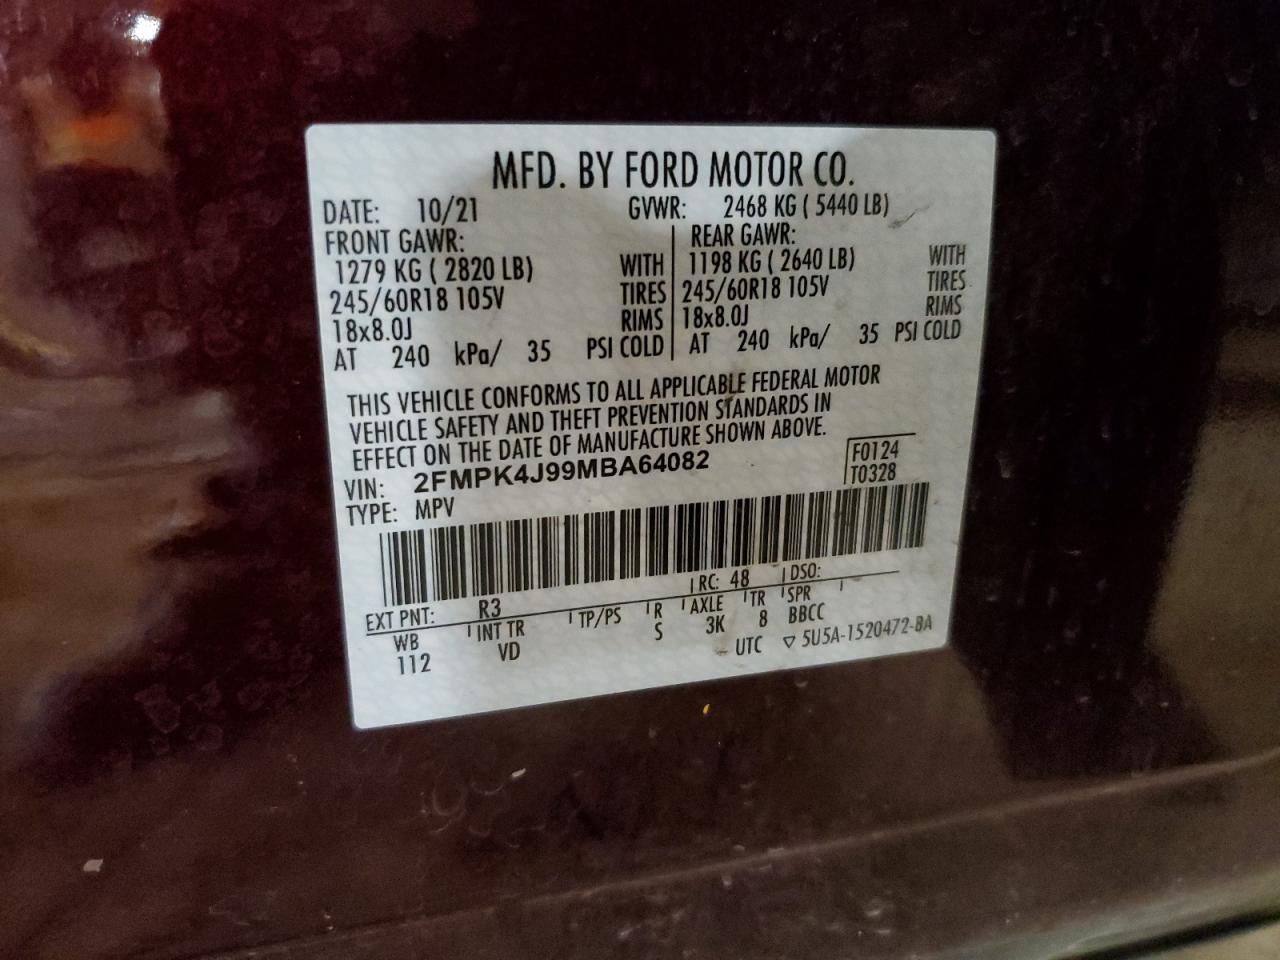 MFD. BY FORD MOTOR CO.
DATE: 10/21 GVWR: 2468 KG ( 5440 LB)
FRONT GAWR: REAR GAWR:
1279 KG ( 2820 LB) WITH 1198 KG ( 2640 LB) WITH
245/60R18 105V TIRES 245/60R18 105V TIRES
18x8.0J RIMS 18x8.0J RIMS
AT 240 kPa/ 35 PSI COLD AT 240 kPa/ 35 PSI COLD
THIS VEHICLE CONFORMS TO ALL APPLICABLE FEDERAL MOTOR
VEHICLE SAFETY AND THEFT PREVENTION STANDARDS IN
EFFECT ON THE DATE OF MANUFACTURE SHOWN ABOVE.
VIN: 2FMPK4J99MBA64082 F0124
TYPE: MPV T0328
EXT PNT: R3 RC: 48 DSO:
WB INT TR TP/PS R AXLE TR SPR
112 VD S 3K 8 BBCC
UTC ▽ 5U5A-1520472-BA